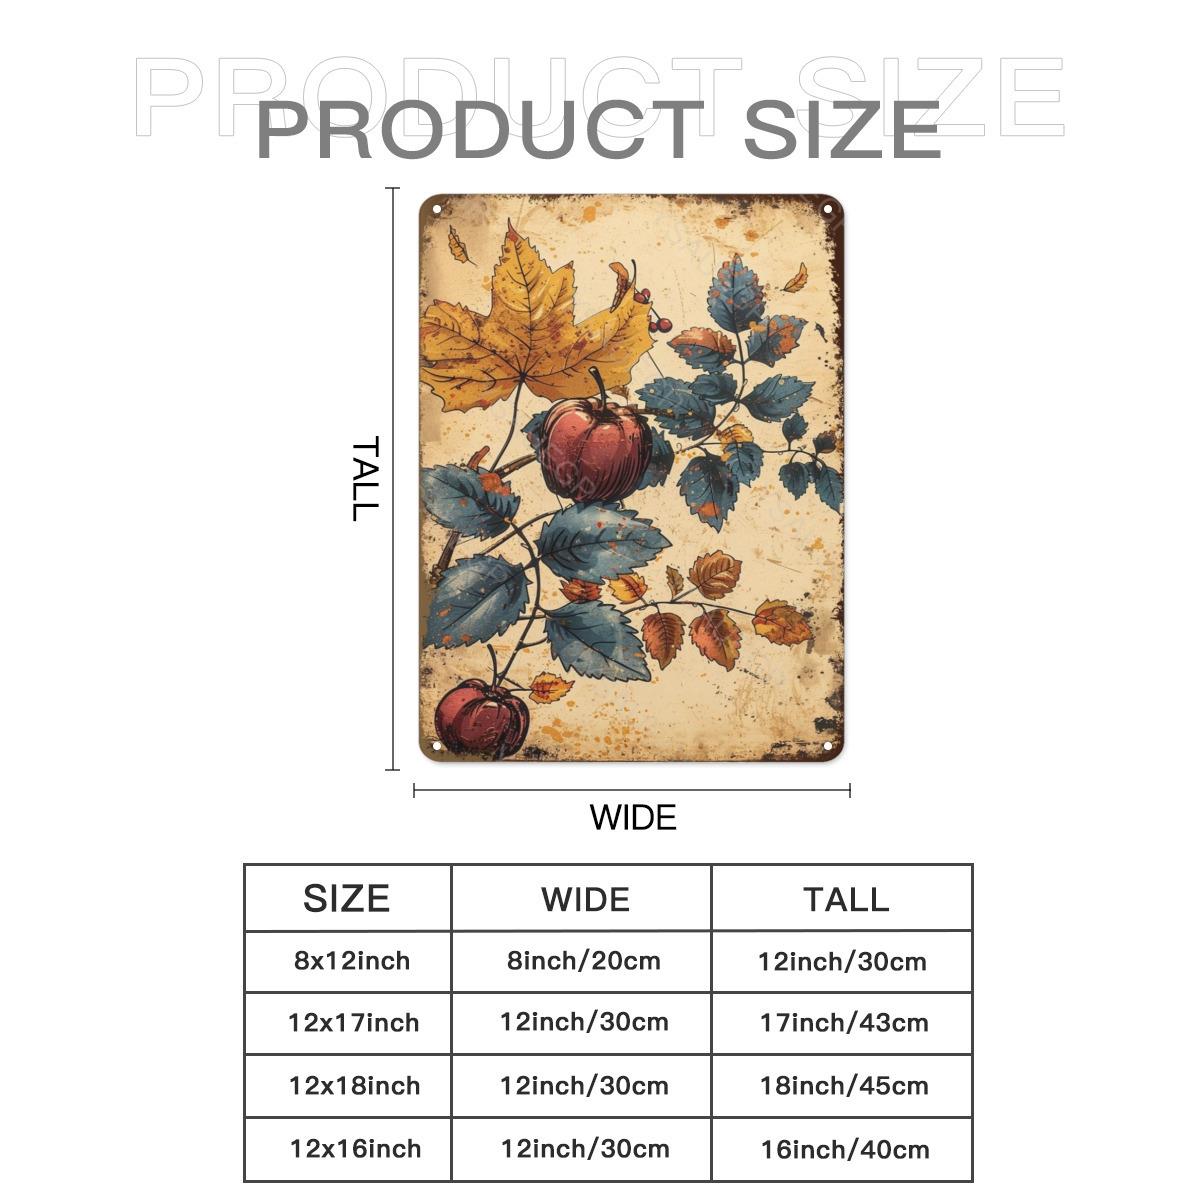 PRODUCT SIZE
PRODUCT SIZE
TALL
WIDE
SIZE WIDE TALL
8x12inch 8inch/20cm 12inch/30cm
12x17inch 12inch/30cm 17inch/43cm
12x18inch 12inch/30cm 18inch/45cm
12x16inch 12inch/30cm 16inch/40cm